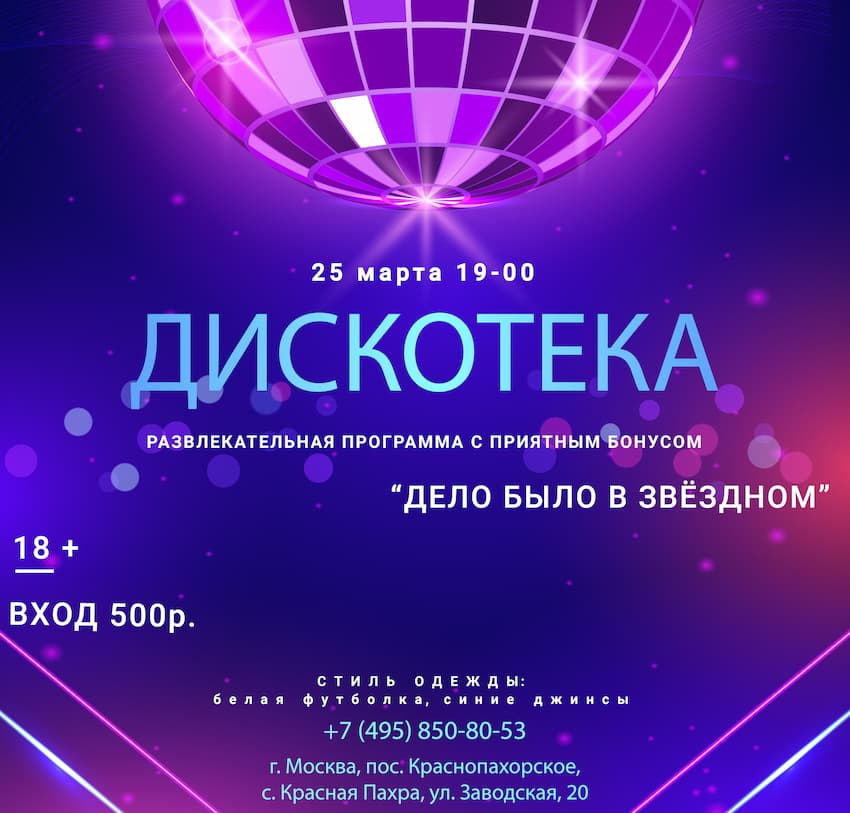 25 марта 19-00
ДИСКОТЕКА
РАЗВЛЕКАТЕЛЬНАЯ ПРОГРАММА С ПРИЯТНЫМ БОНУСОМ
“ДЕЛО БЫЛО В ЗВЁЗДНОМ”
18 +
ВХОД 500р.
СТИЛЬ ОДЕЖДЫ:
белая футболка, синие джинсы
+7 (495) 850-80-53
г. Москва, пос. Краснопахорское,
с. Красная Пахра, ул. Заводская, 20